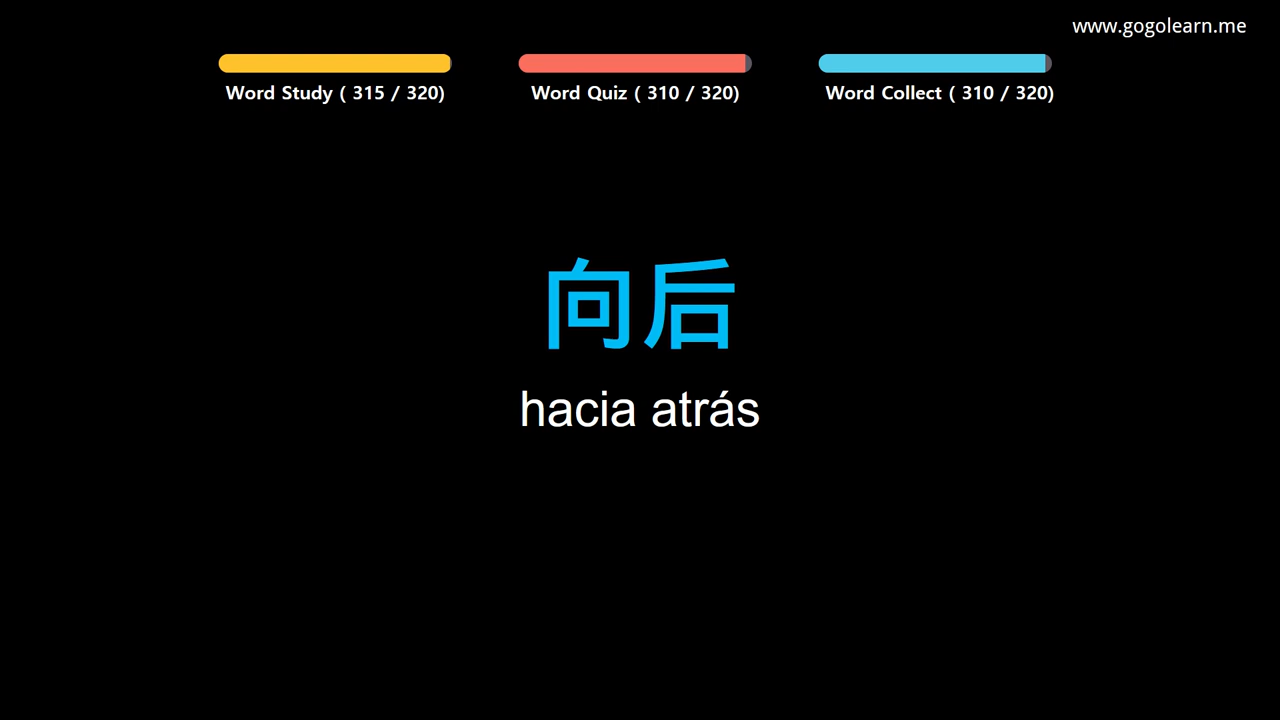 www.gogolearn.me
Word Study ( 315 / 320)
Word Quiz ( 310 / 320)
Word Collect ( 310 / 320)
向后
hacia atrás